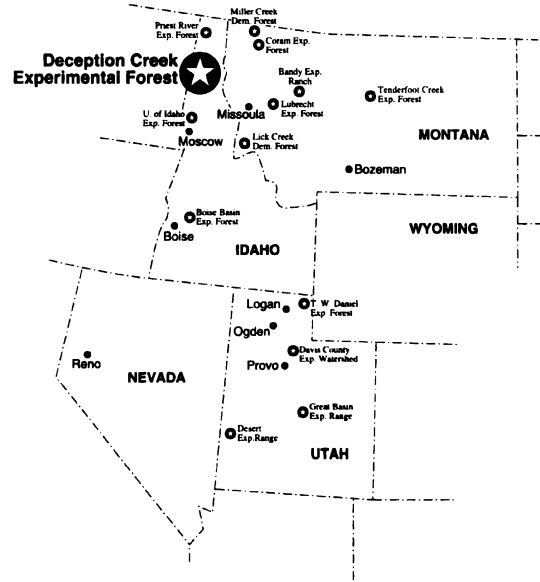 Miller Creek
Dem. Forest
Priest River
Exp. Forest
Coram Exp.
Forest
Deception Creek
Experimental Forest
Bandy Exp.
Ranch
Tenderfoot Creek
Exp. Forest
U. of Idaho
Exp. Forest
Missoula
Lubrecht
Exp. Forest
MONTANA
Moscow
Lick Creek
Dem. Forest
Bozeman
Boise Basin
Exp. Forest
Boise
WYOMING
IDAHO
Logan
T. W. Daniel
Exp. Forest
Ogden
Davis County
Exp. Watershed
Reno
Provo
NEVADA
Great Basin
Exp. Range
Desert
Exp.Range
UTAH